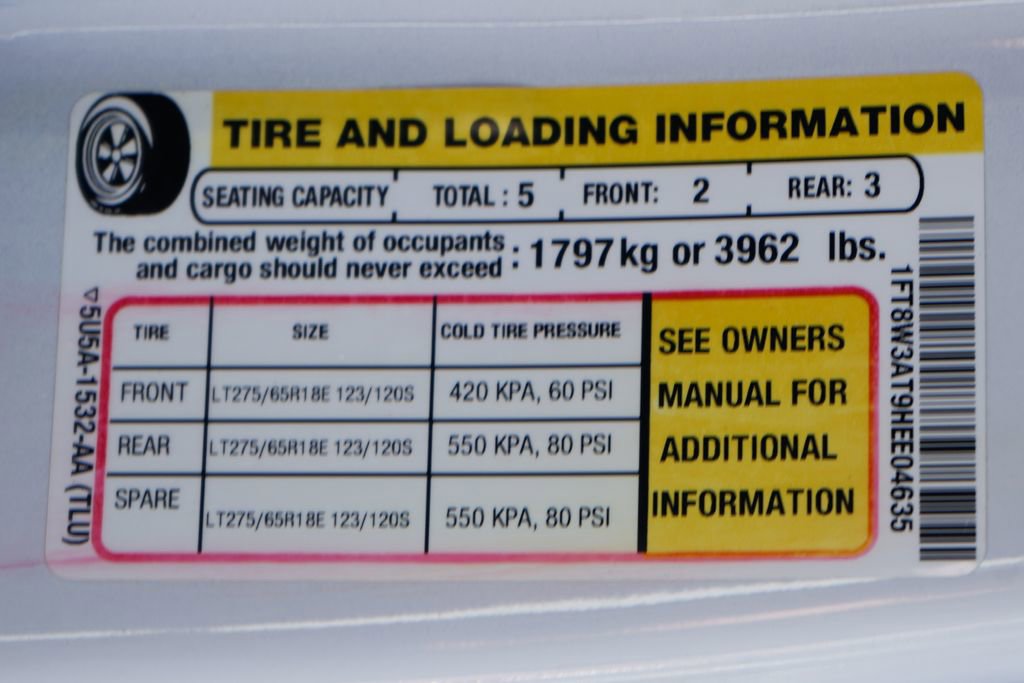 TIRE AND LOADING INFORMATION
SEATING CAPACITY TOTAL : 5 FRONT: 2 REAR: 3
The combined weight of occupants
and cargo should never exceed : 1797 kg or 3962 lbs.
TIRE SIZE COLD TIRE PRESSURE
FRONT LT275/65R18E 123/120S 420 KPA, 60 PSI
REAR LT275/65R18E 123/120S 550 KPA, 80 PSI
SPARE LT275/65R18E 123/120S 550 KPA, 80 PSI
SEE OWNERS
MANUAL FOR
ADDITIONAL
INFORMATION
▽5U5A-1532-AA (TLU)
1FT8W3AT9HEE04635